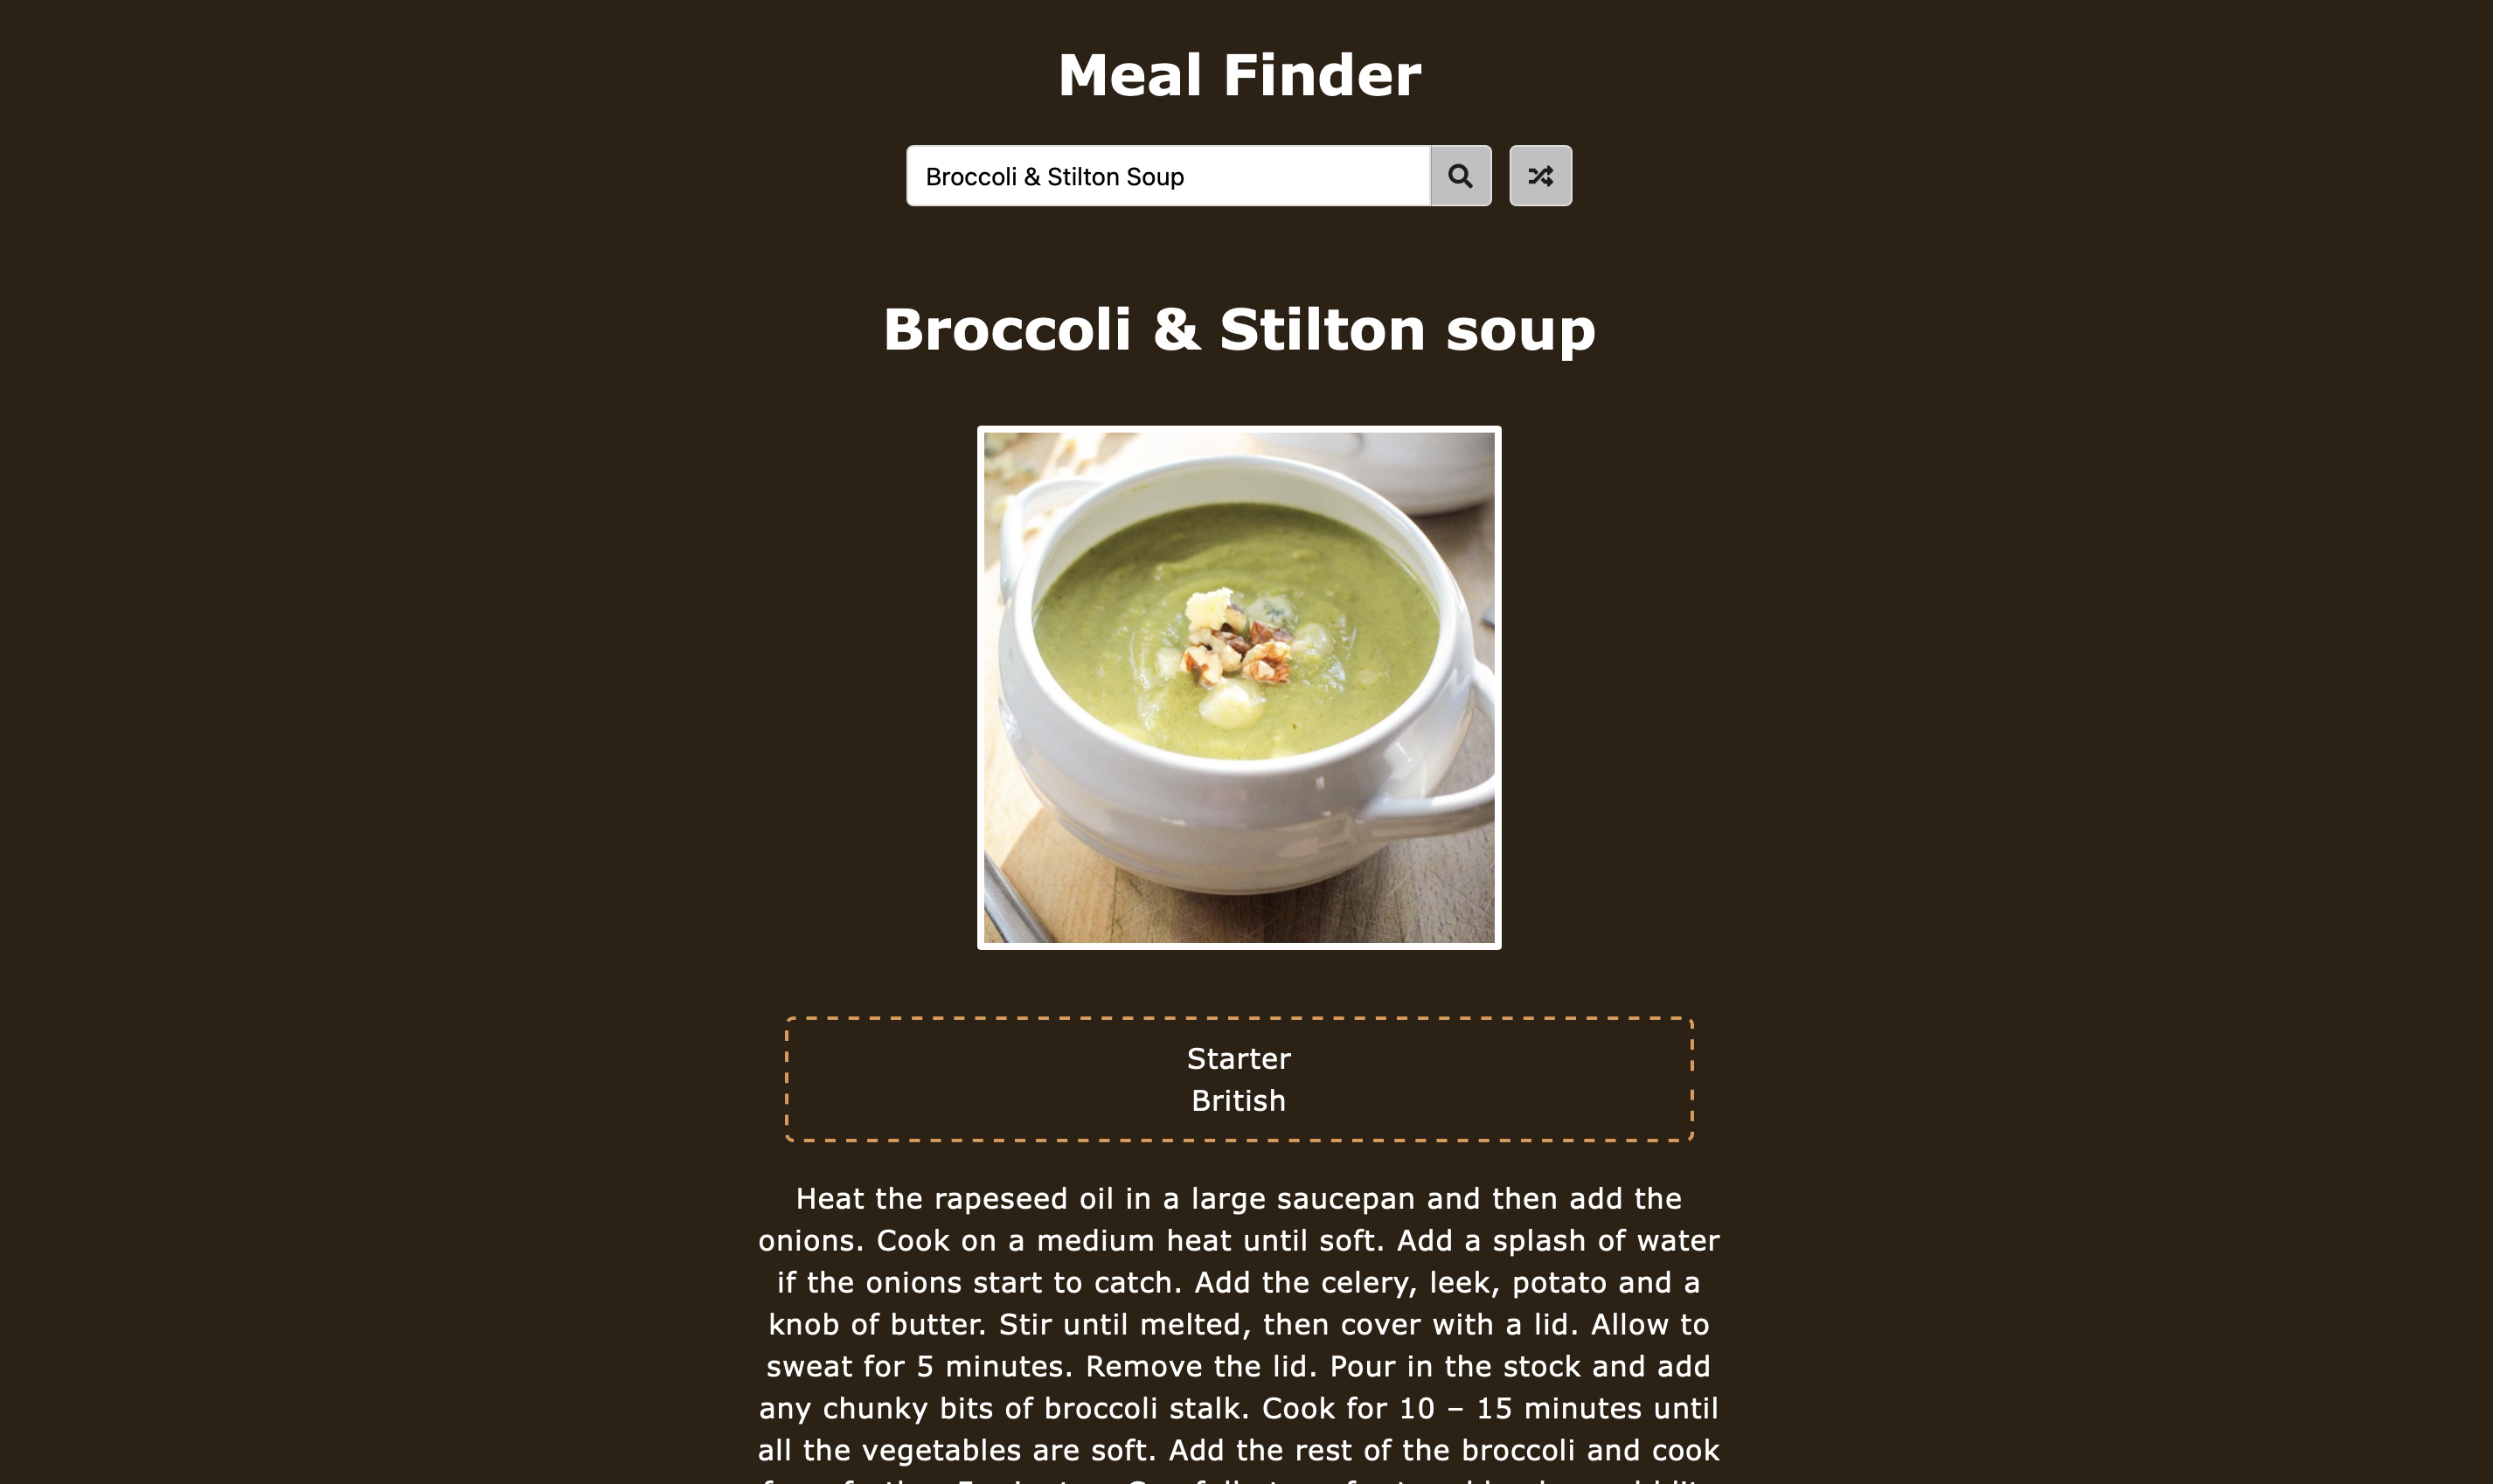 Meal Finder
Broccoli & Stilton Soup
Broccoli & Stilton soup
Starter
British
Heat the rapeseed oil in a large saucepan and then add the
onions. Cook on a medium heat until soft. Add a splash of water
if the onions start to catch. Add the celery, leek, potato and a
knob of butter. Stir until melted, then cover with a lid. Allow to
sweat for 5 minutes. Remove the lid. Pour in the stock and add
any chunky bits of broccoli stalk. Cook for 10 – 15 minutes until
all the vegetables are soft. Add the rest of the broccoli and cook